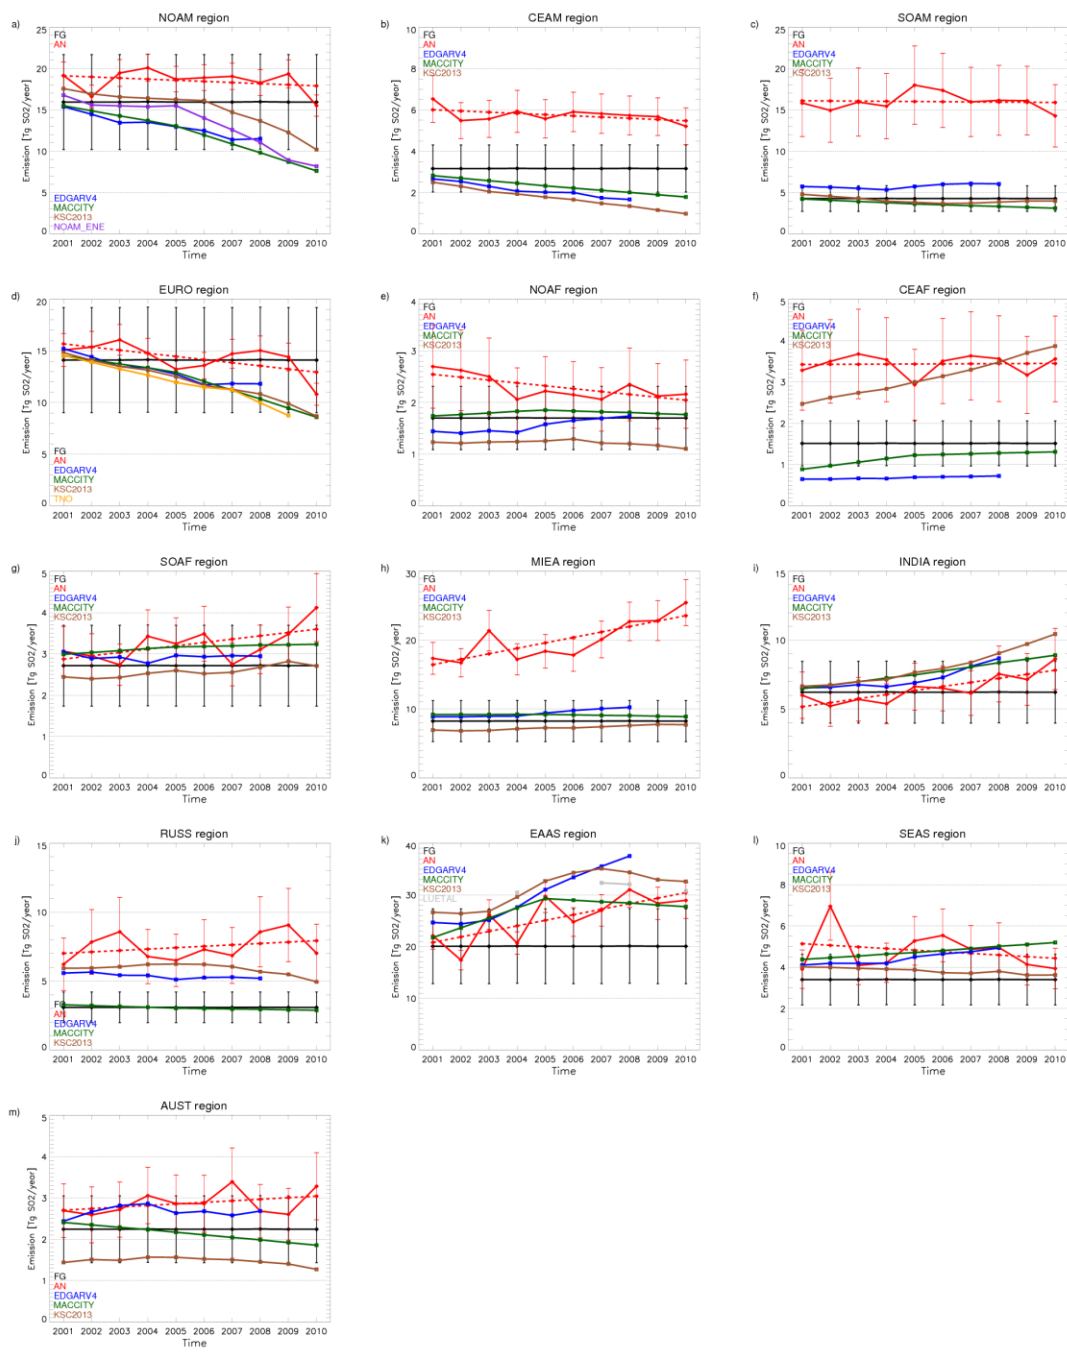 a) NOAM region
Emission [Tg SO2/year]
25
20
15
10
5
0
FG
AN
EDGARV4
MACCITY
KSC2013
NOAM_ENE
2001 2002 2003 2004 2005 2006 2007 2008 2009 2010
Time
b) CEAM region
Emission [Tg SO2/year]
10
8
6
4
2
0
FG
AN
EDGARV4
MACCITY
KSC2013
2001 2002 2003 2004 2005 2006 2007 2008 2009 2010
Time
c) SOAM region
Emission [Tg SO2/year]
25
20
15
10
5
0
FG
AN
EDGARV4
MACCITY
KSC2013
2001 2002 2003 2004 2005 2006 2007 2008 2009 2010
Time
d) EURO region
Emission [Tg SO2/year]
20
15
10
5
0
FG
AN
EDGARV4
MACCITY
KSC2013
TNO
2001 2002 2003 2004 2005 2006 2007 2008 2009 2010
Time
e) NOAF region
Emission [Tg SO2/year]
4
3
2
1
0
FG
AN
EDGARV4
MACCITY
KSC2013
2001 2002 2003 2004 2005 2006 2007 2008 2009 2010
Time
f) CEAF region
Emission [Tg SO2/year]
5
4
3
2
1
0
FG
AN
EDGARV4
MACCITY
KSC2013
2001 2002 2003 2004 2005 2006 2007 2008 2009 2010
Time
g) SOAF region
Emission [Tg SO2/year]
5
4
3
2
1
0
FG
AN
EDGARV4
MACCITY
KSC2013
2001 2002 2003 2004 2005 2006 2007 2008 2009 2010
Time
h) MIEA region
Emission [Tg SO2/year]
30
20
10
0
FG
AN
EDGARV4
MACCITY
KSC2013
2001 2002 2003 2004 2005 2006 2007 2008 2009 2010
Time
i) INDIA region
Emission [Tg SO2/year]
15
10
5
0
FG
AN
EDGARV4
MACCITY
KSC2013
2001 2002 2003 2004 2005 2006 2007 2008 2009 2010
Time
j) RUSS region
Emission [Tg SO2/year]
15
10
5
0
FG
AN
EDGARV4
MACCITY
KSC2013
2001 2002 2003 2004 2005 2006 2007 2008 2009 2010
Time
k) EAAS region
Emission [Tg SO2/year]
40
30
20
10
0
FG
AN
EDGARV4
MACCITY
KSC2013
LUETAL
2001 2002 2003 2004 2005 2006 2007 2008 2009 2010
Time
l) SEAS region
Emission [Tg SO2/year]
10
8
6
4
2
0
FG
AN
EDGARV4
MACCITY
KSC2013
2001 2002 2003 2004 2005 2006 2007 2008 2009 2010
Time
m) AUST region
Emission [Tg SO2/year]
5
4
3
2
1
0
FG
AN
EDGARV4
MACCITY
KSC2013
2001 2002 2003 2004 2005 2006 2007 2008 2009 2010
Time